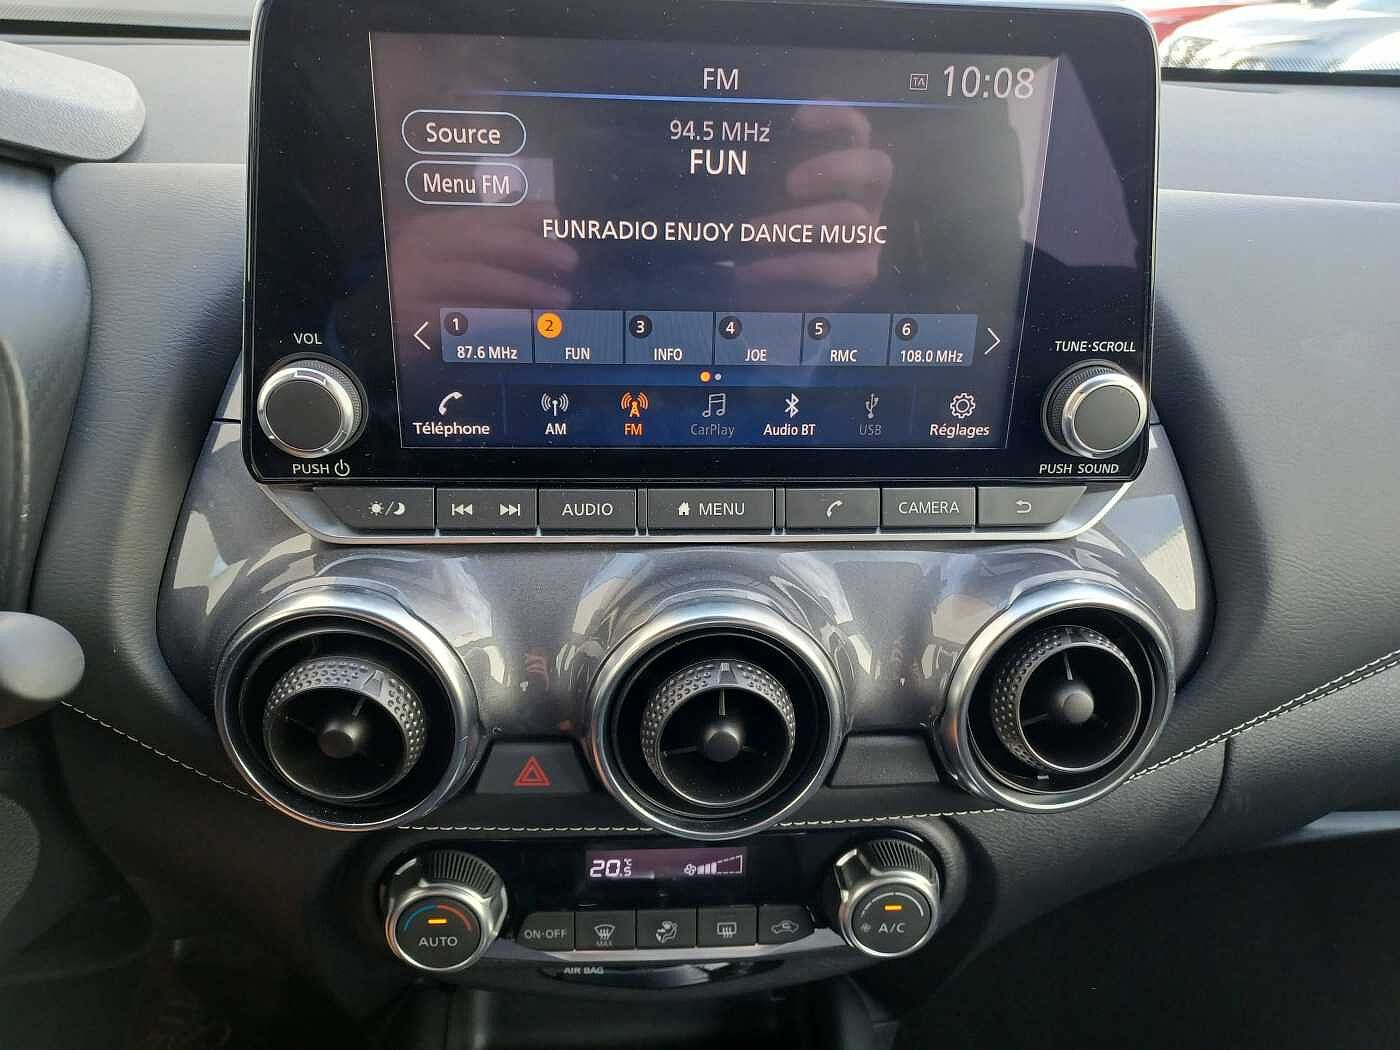 FM
TA 10:08
Source
94.5 MHz
FUN
Menu FM
FUNRADIO ENJOY DANCE MUSIC
VOL
TUNE·SCROLL
1 2 3 4 5 6
87.6 MHz FUN INFO JOE RMC 108.0 MHz
Téléphone AM FM CarPlay Audio BT USB Réglages
PUSH
PUSH SOUND
AUDIO MENU CAMERA
20.5°C
AUTO
ON·OFF
MAX
A/C
AIR BAG